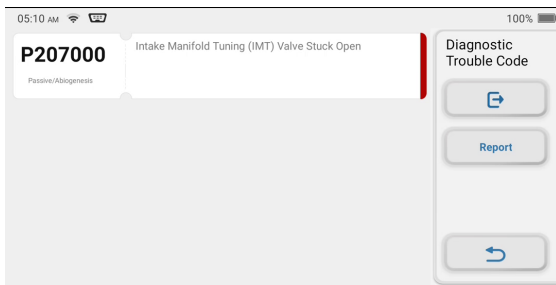 05:10 AM
100%
P207000
Passive/Abiogenesis
Intake Manifold Tuning (IMT) Valve Stuck Open
Diagnostic
Trouble Code
Report